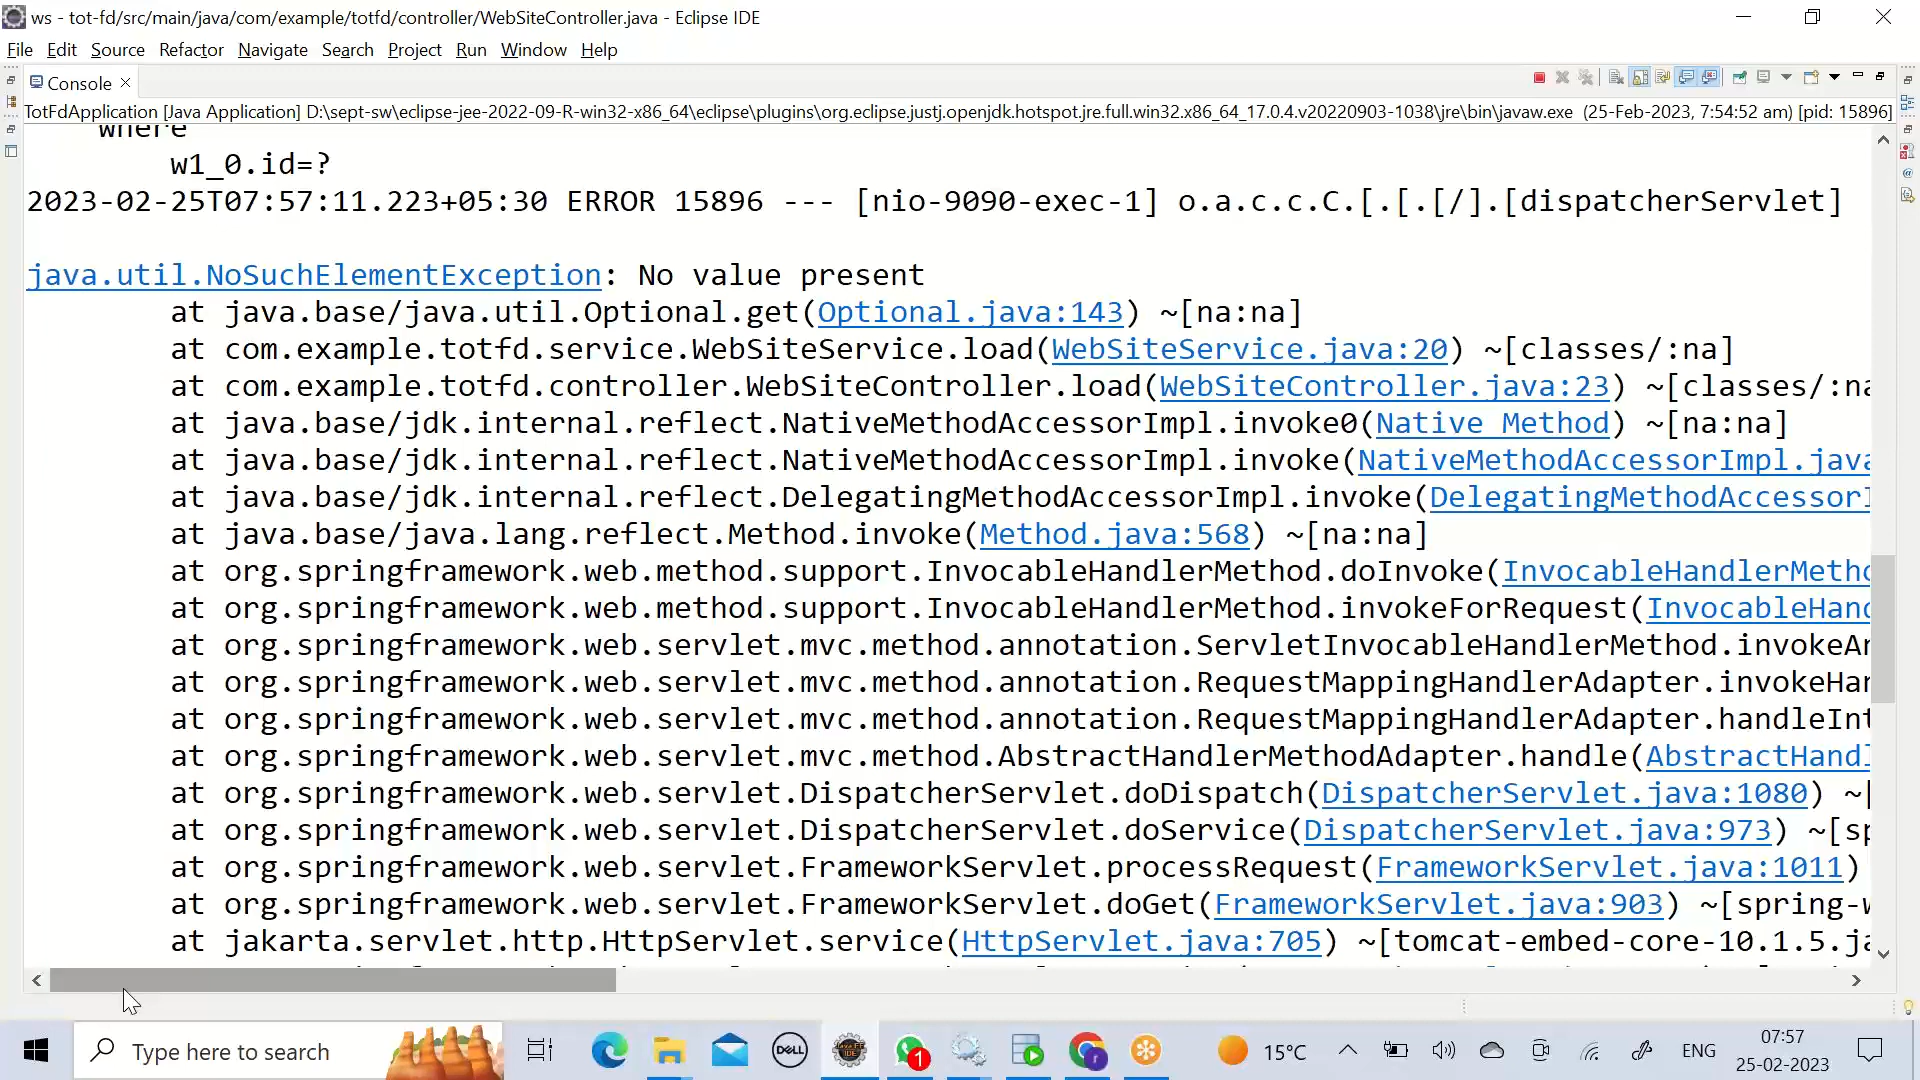 ws - tot-fd/src/main/java/com/example/totfd/controller/WebSiteController.java - Eclipse IDE
File Edit Source Refactor Navigate Search Project Run Window Help
Console
TotFdApplication [Java Application] D:\sept-sw\eclipse-jee-2022-09-R-win32-x86_64\eclipse\plugins\org.eclipse.justj.openjdk.hotspot.jre.full.win32.x86_64_17.0.4.v20220903-1038\jre\bin\javaw.exe (25-Feb-2023, 7:54:52 am) [pid: 15896]
where
w1_0.id=?
2023-02-25T07:57:11.223+05:30 ERROR 15896 --- [nio-9090-exec-1] o.a.c.c.C.[.[.[/].[dispatcherServlet]
java.util.NoSuchElementException: No value present
at java.base/java.util.Optional.get(Optional.java:143) ~[na:na]
at com.example.totfd.service.WebSiteService.load(WebSiteService.java:20) ~[classes/:na]
at com.example.totfd.controller.WebSiteController.load(WebSiteController.java:23) ~[classes/:na
at java.base/jdk.internal.reflect.NativeMethodAccessorImpl.invoke0(Native Method) ~[na:na]
at java.base/jdk.internal.reflect.NativeMethodAccessorImpl.invoke(NativeMethodAccessorImpl.java
at java.base/jdk.internal.reflect.DelegatingMethodAccessorImpl.invoke(DelegatingMethodAccessorI
at java.base/java.lang.reflect.Method.invoke(Method.java:568) ~[na:na]
at org.springframework.web.method.support.InvocableHandlerMethod.doInvoke(InvocableHandlerMetho
at org.springframework.web.method.support.InvocableHandlerMethod.invokeForRequest(InvocableHand
at org.springframework.web.servlet.mvc.method.annotation.ServletInvocableHandlerMethod.invokeAn
at org.springframework.web.servlet.mvc.method.annotation.RequestMappingHandlerAdapter.invokeHan
at org.springframework.web.servlet.mvc.method.annotation.RequestMappingHandlerAdapter.handleInt
at org.springframework.web.servlet.mvc.method.AbstractHandlerMethodAdapter.handle(AbstractHandl
at org.springframework.web.servlet.DispatcherServlet.doDispatch(DispatcherServlet.java:1080) ~[
at org.springframework.web.servlet.DispatcherServlet.doService(DispatcherServlet.java:973) ~[sp
at org.springframework.web.servlet.FrameworkServlet.processRequest(FrameworkServlet.java:1011)
at org.springframework.web.servlet.FrameworkServlet.doGet(FrameworkServlet.java:903) ~[spring-w
at jakarta.servlet.http.HttpServlet.service(HttpServlet.java:705) ~[tomcat-embed-core-10.1.5.ja
Type here to search
DELL
1
15°C
ENG
07:57
25-02-2023